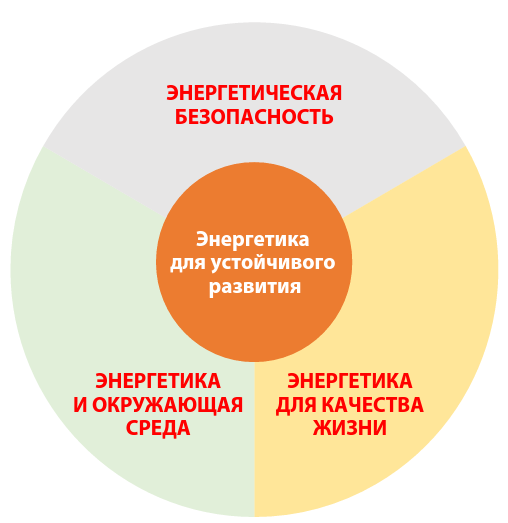 ЭНЕРГЕТИЧЕСКАЯ
БЕЗОПАСНОСТЬ
Энергетика
для устойчивого
развития
ЭНЕРГЕТИКА
И ОКРУЖАЮЩАЯ
СРЕДА
ЭНЕРГЕТИКА
ДЛЯ КАЧЕСТВА
ЖИЗНИ